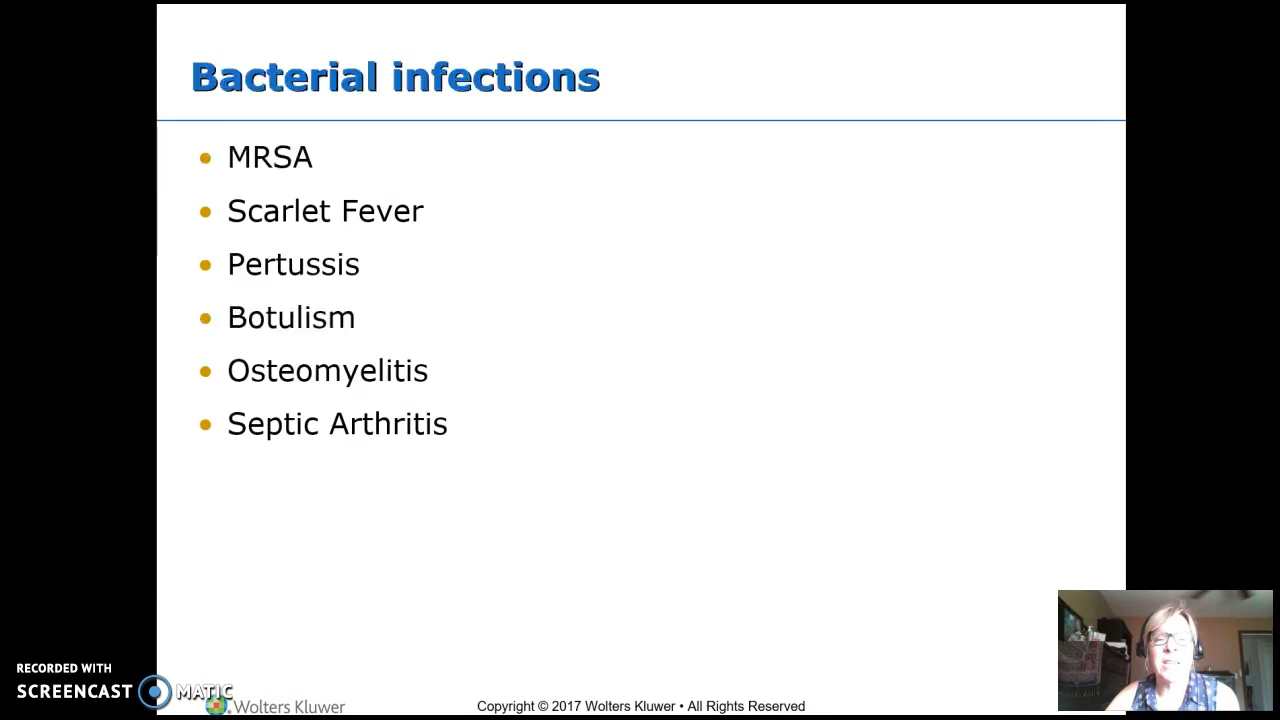 Bacterial infections
• MRSA
• Scarlet Fever
• Pertussis
• Botulism
• Osteomyelitis
• Septic Arthritis
RECORDED WITH
SCREENCAST MATIC
Wolters Kluwer
Copyright © 2017 Wolters Kluwer • All Rights Reserved